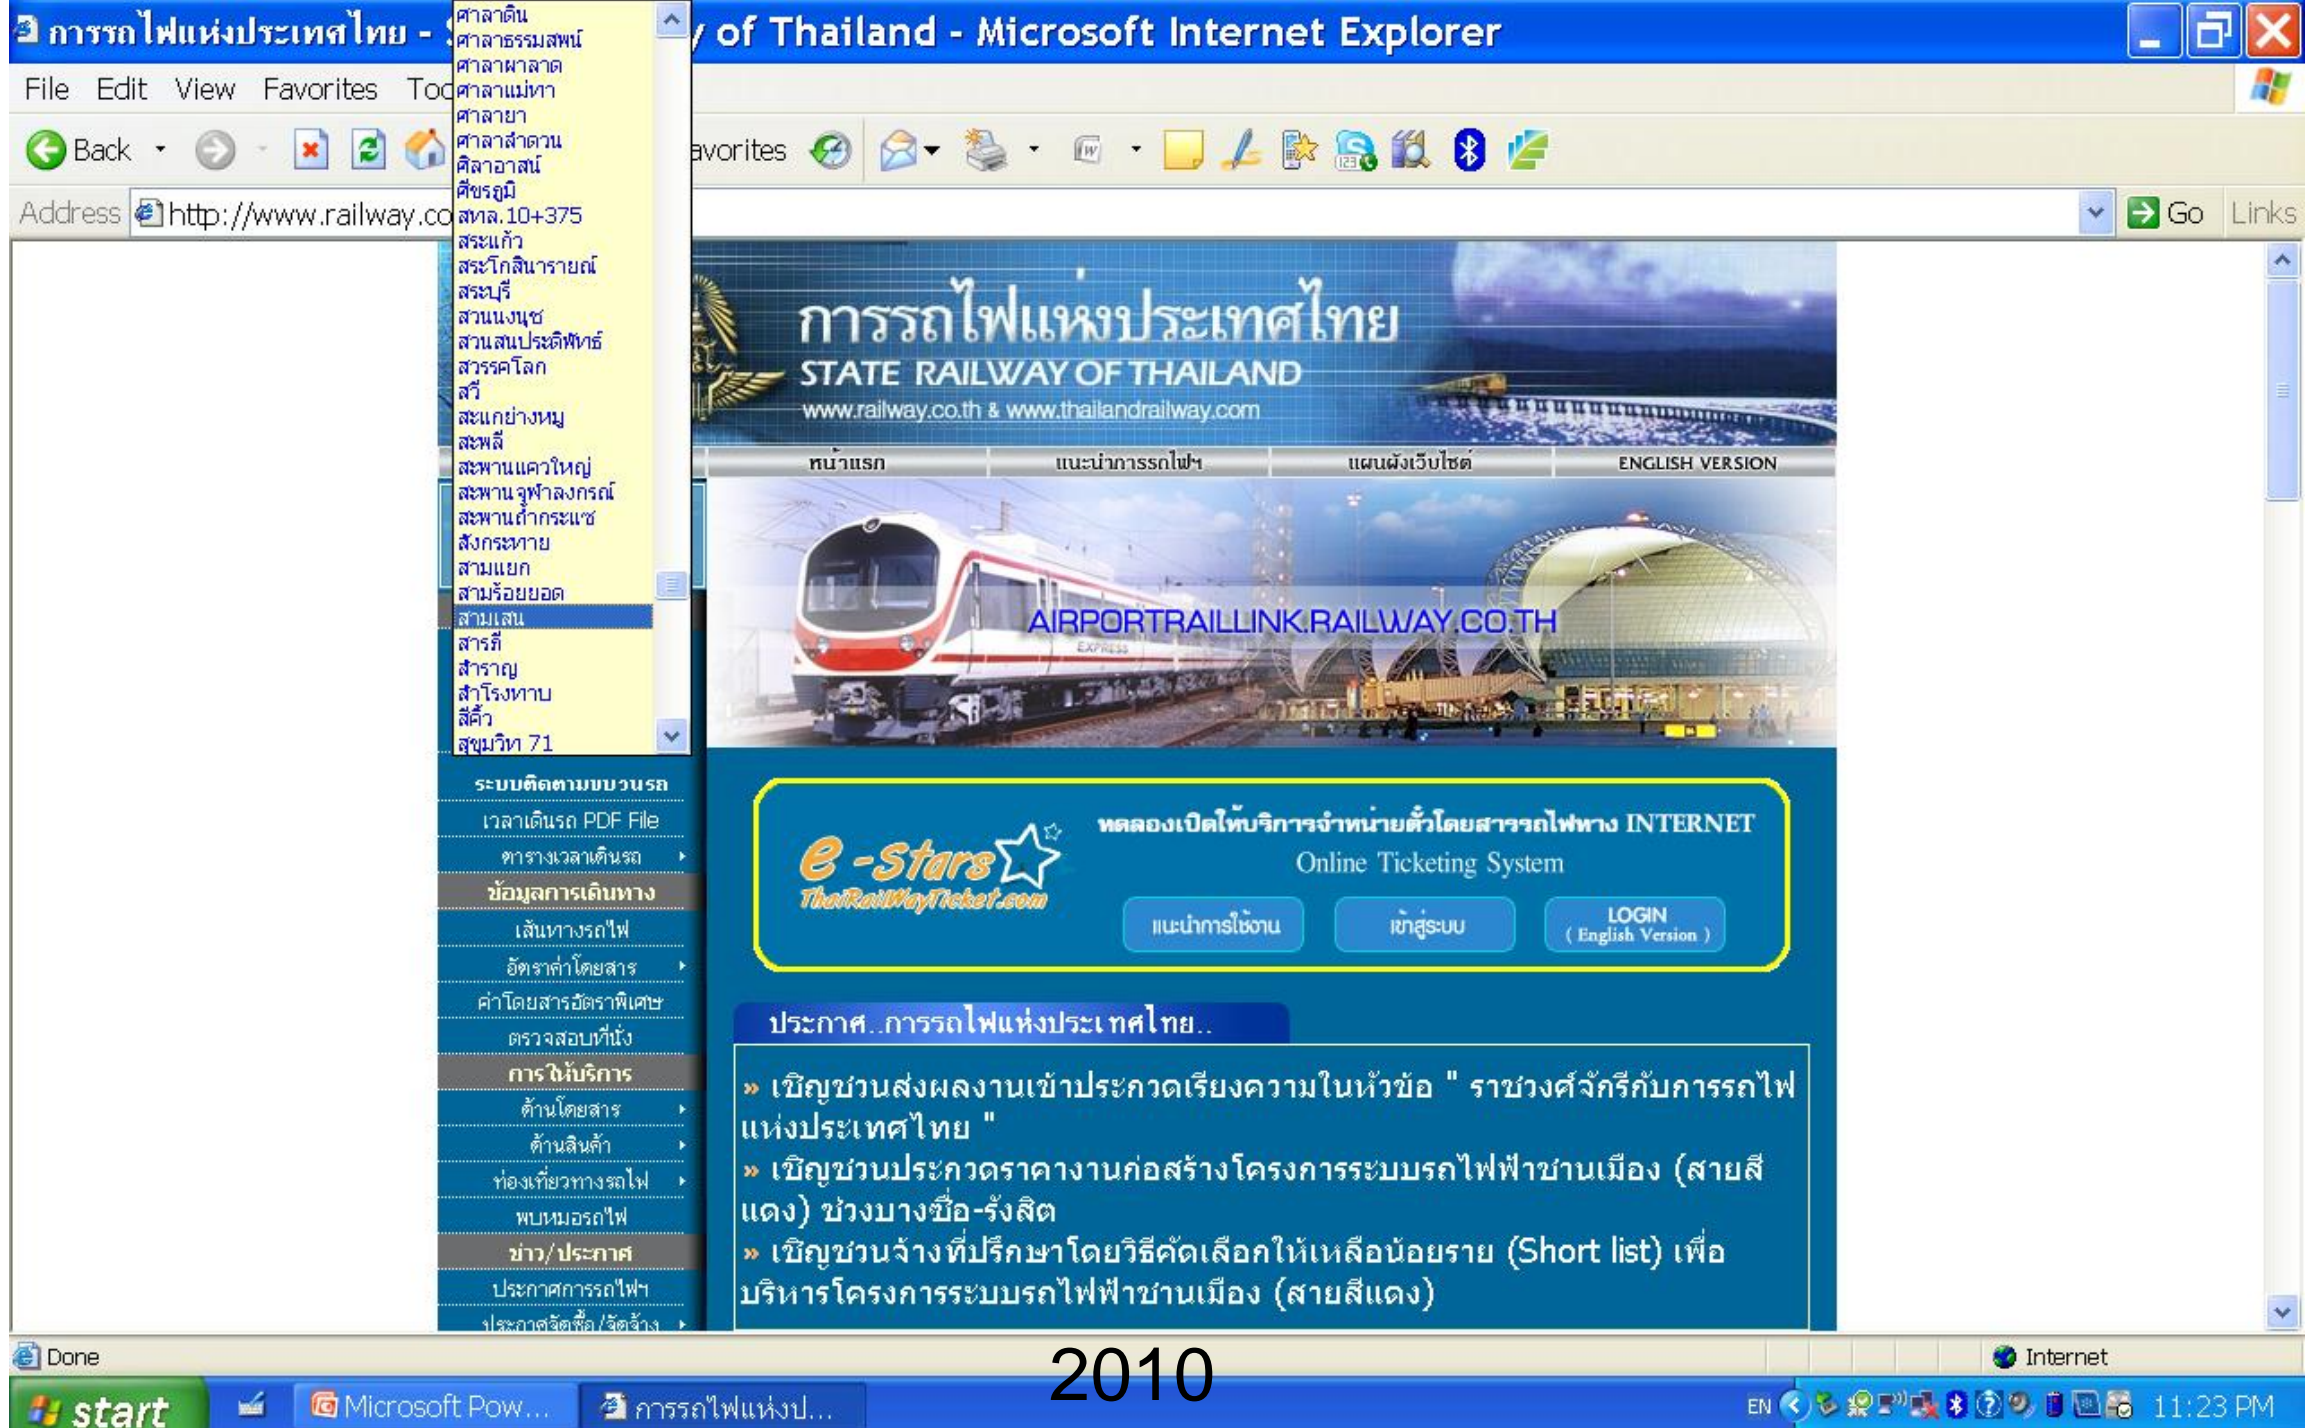 การรถไฟแห่งประเทศไทย -
y of Thailand - Microsoft Internet Explorer
File Edit View Favorites Too
Back
avorites
Address http://www.railway.co
Go Links
ศาลาดิน
ศาลาธรรมสพน์
ศาลาผาลาด
ศาลาแม่ทา
ศาลายา
ศาลาลำดวน
ศิลาอาสน์
ศีขรภูมิ
สทล.10+375
สระแก้ว
สระโกสินารายณ์
สระบุรี
สวนนงนุช
สวนสนประดิพัทธ์
สวรรคโลก
สวี
สะแกย่างหมู
สะพลี
สะพานแควใหญ่
สะพานจุฬาลงกรณ์
สะพานถ้ำกระแซ
สังกระทาย
สามแยก
สามร้อยยอด
สามเสน
สารภี
สำราญ
สำโรงทาบ
สีคิ้ว
สุขุมวิท 71
การรถไฟแห่งประเทศไทย
STATE RAILWAY OF THAILAND
www.railway.co.th & www.thailandrailway.com
หน้าแรก แนะนำการรถไฟฯ แผนผังเว็บไซต์ ENGLISH VERSION
EXPRESS
AIRPORTRAILLINK.RAILWAY.CO.TH
ระบบติดตามขบวนรถ
เวลาเดินรถ PDF File
ตารางเวลาเดินรถ
ข้อมูลการเดินทาง
เส้นทางรถไฟ
อัตราค่าโดยสาร
ค่าโดยสารอัตราพิเศษ
ตรวจสอบที่นั่ง
การให้บริการ
ด้านโดยสาร
ด้านสินค้า
ท่องเที่ยวทางรถไฟ
พบหมอรถไฟ
ข่าว/ประกาศ
ประกาศการรถไฟฯ
ประกาศจัดซื้อ/จัดจ้าง
e-Stars
ThaiRailWayTicket.com
ทดลองเปิดให้บริการจำหน่ายตั๋วโดยสารรถไฟทาง INTERNET
Online Ticketing System
แนะนำการใช้งาน เข้าสู่ระบบ LOGIN
( English Version )
ประกาศ..การรถไฟแห่งประเทศไทย..
» เชิญชวนส่งผลงานเข้าประกวดเรียงความในหัวข้อ " ราชวงศ์จักรีกับการรถไฟ
แห่งประเทศไทย "
» เชิญชวนประกวดราคางานก่อสร้างโครงการระบบรถไฟฟ้าชานเมือง (สายสี
แดง) ช่วงบางซื่อ-รังสิต
» เชิญชวนจ้างที่ปรึกษาโดยวิธีคัดเลือกให้เหลือน้อยราย (Short list) เพื่อ
บริหารโครงการระบบรถไฟฟ้าชานเมือง (สายสีแดง)
Done
Internet
2010
start
Microsoft Pow...
การรถไฟแห่งป...
EN
11:23 PM